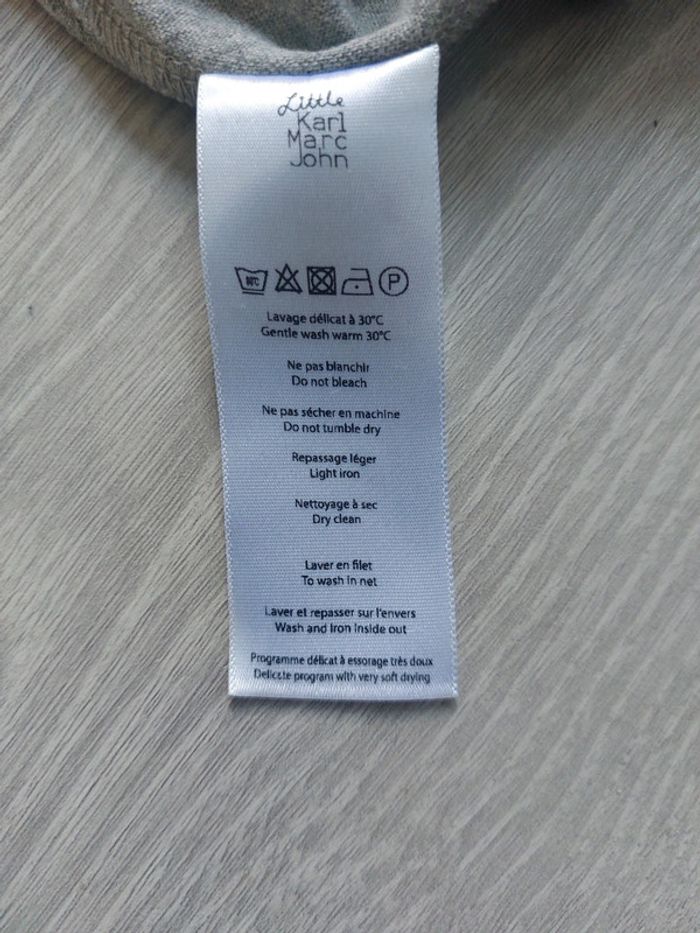 Little
Karl
Marc
John
30°C
P
Lavage délicat à 30°C
Gentle wash warm 30°C
Ne pas blanchir
Do not bleach
Ne pas sécher en machine
Do not tumble dry
Repassage léger
Light iron
Nettoyage à sec
Dry clean
Laver en filet
To wash in net
Laver et repasser sur l'envers
Wash and iron inside out
Programme délicat à essorage très doux
Delicate program with very soft drying